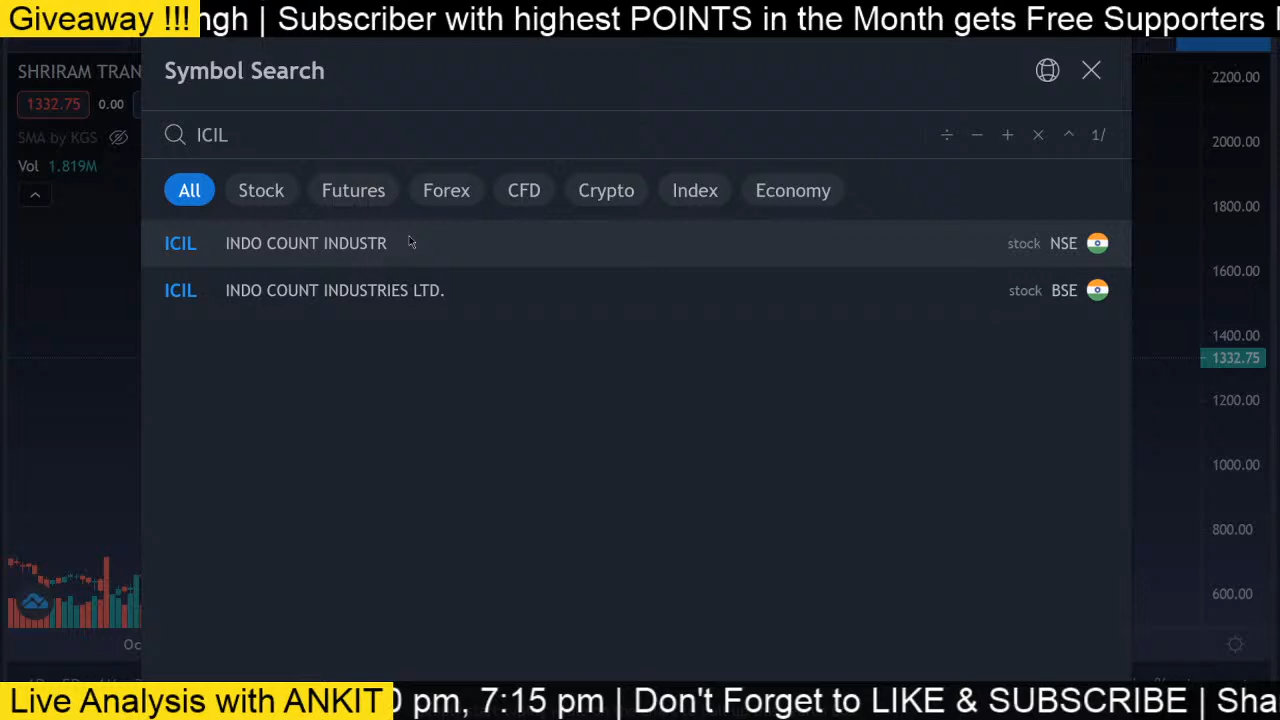 Giveaway !!! ngh | Subscriber with highest POINTS in the Month gets Free Supporters
SHRIRAM TRAN
Symbol Search
2200.00
1332.75 0.00
ICIL
÷ − + × ^ 1/
2000.00
SMA by KGS
Vol 1.819M
All Stock Futures Forex CFD Crypto Index Economy
1800.00
ICIL INDO COUNT INDUSTR stock NSE
1600.00
ICIL INDO COUNT INDUSTRIES LTD. stock BSE
1400.00
1332.75
1200.00
1000.00
800.00
600.00
Oc
Live Analysis with ANKIT 0 pm, 7:15 pm | Don't Forget to LIKE & SUBSCRIBE | Sha